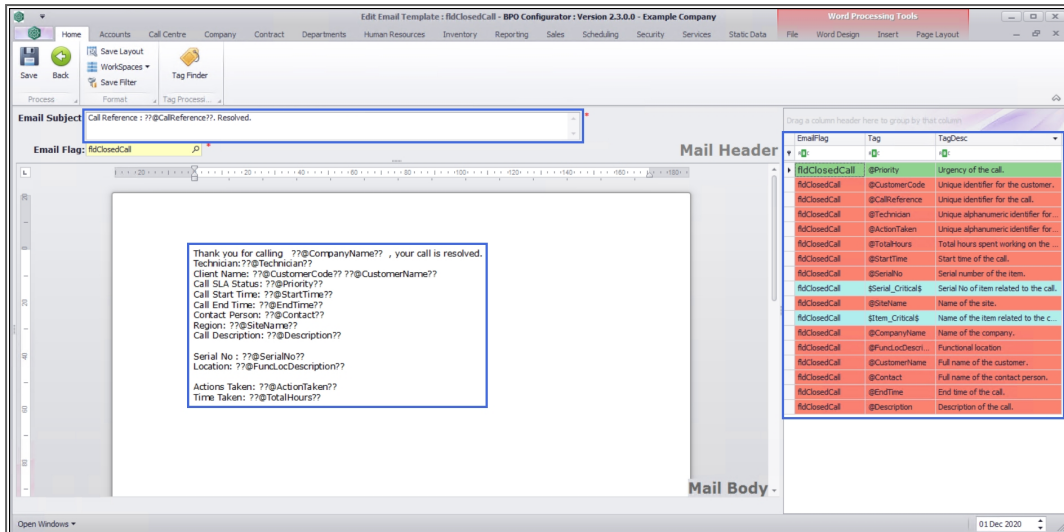 Edit Email Template : fldClosedCall - BPO Configurator : Version 2.3.0.0 - Example Company
Word Processing Tools
Home Accounts Call Centre Company Contract Departments Human Resources Inventory Reporting Sales Scheduling Security Services Static Data File Word Design Insert Page Layout
Save
Back
Save Layout
WorkSpaces
Save Filter
Tag Finder
Process
Format
Tag Processi...
Email Subject
Call Reference : ??@CallReference??. Resolved.
*
Email Flag:
fldClosedCall
*
Mail Header
Drag a column header here to group by that column
EmailFlag Tag TagDesc
fldClosedCall @Priority Urgency of the call.
fldClosedCall @CustomerCode Unique identifier for the customer.
fldClosedCall @CallReference Unique identifier for the call.
fldClosedCall @Technician Unique alphanumeric identifier for...
fldClosedCall @ActionTaken Unique alphanumeric identifier for...
fldClosedCall @TotalHours Total hours spent working on the ...
fldClosedCall @StartTime Start time of the call.
fldClosedCall @SerialNo Serial number of the item.
fldClosedCall $Serial_Critical$ Serial No of item related to the call.
fldClosedCall @SiteName Name of the site.
fldClosedCall $Item_Critical$ Name of the item related to the c...
fldClosedCall @CompanyName Name of the company.
fldClosedCall @FuncLocDescri... Functional location
fldClosedCall @CustomerName Full name of the customer.
fldClosedCall @Contact Full name of the contact person.
fldClosedCall @EndTime End time of the call.
fldClosedCall @Description Description of the call.
20 20 40 60 80 100 120 140 160 180
Thank you for calling ??@CompanyName?? , your call is resolved.
Technician:??@Technician??
Client Name: ??@CustomerCode?? ??@CustomerName??
Call SLA Status: ??@Priority??
Call Start Time: ??@StartTime??
Call End Time: ??@EndTime??
Contact Person: ??@Contact??
Region: ??@SiteName??
Call Description: ??@Description??
Serial No : ??@SerialNo??
Location: ??@FuncLocDescription??
Actions Taken: ??@ActionTaken??
Time Taken: ??@TotalHours??
Mail Body
Open Windows
01 Dec 2020